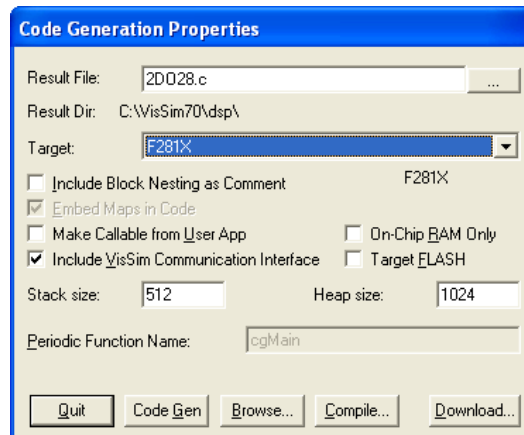 Code Generation Properties
Result File: 2DO28.c ...
Result Dir: C:\VisSim70\dsp\
Target: F281X
Include Block Nesting as Comment F281X
Embed Maps in Code
Make Callable from User App On-Chip RAM Only
Include VisSim Communication Interface Target FLASH
Stack size: 512 Heap size: 1024
Periodic Function Name: cgMain
Quit Code Gen Browse... Compile... Download...